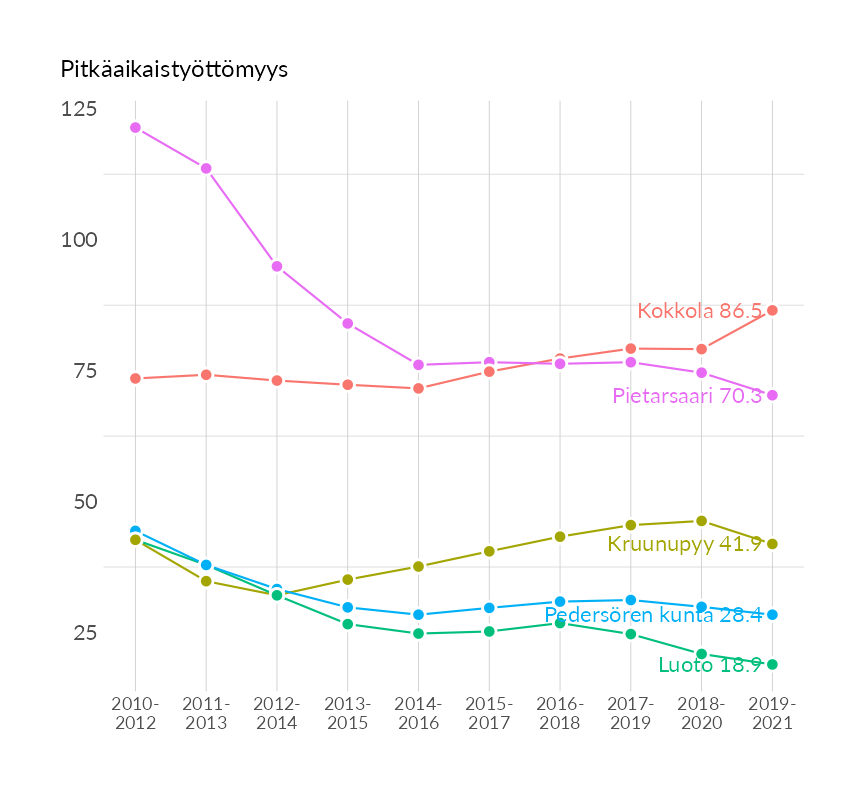 Pitkäaikaistyöttömyys
125
100
75
50
25
Kokkola 86.5
Pietarsaari 70.3
Kruunupyy 41.9
Pedersören kunta 28.4
Luoto 18.9
2010- 2011- 2012- 2013- 2014- 2015- 2016- 2017- 2018- 2019-
2012 2013 2014 2015 2016 2017 2018 2019 2020 2021